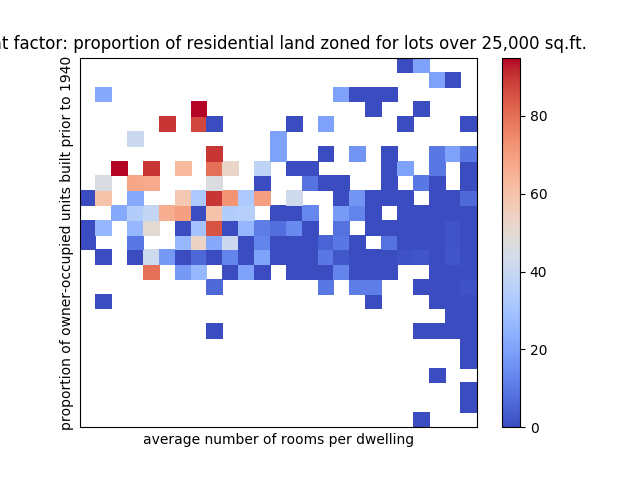 factor: proportion of residential land zoned for lots over 25,000 sq.ft.
proportion of owner-occupied units built prior to 1940
average number of rooms per dwelling
80
60
40
20
0